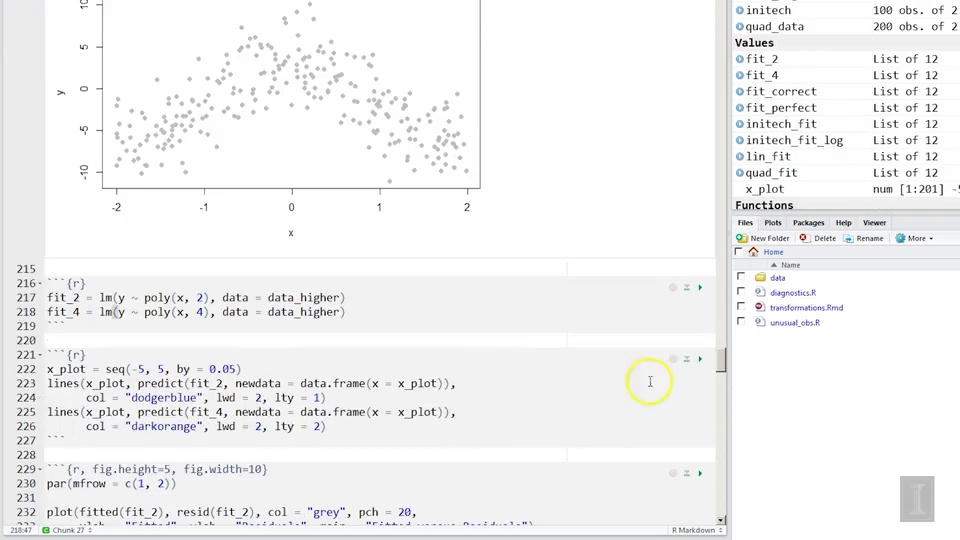 10
5
0
-5
-10
y
-2
-1
0
1
2
x
215
216 ```{r}
217 fit_2 = lm(y ~ poly(x, 2), data = data_higher)
218 fit_4 = lm(y ~ poly(x, 4), data = data_higher)
219 ```
220
221 ```{r}
222 x_plot = seq(-5, 5, by = 0.05)
223 lines(x_plot, predict(fit_2, newdata = data.frame(x = x_plot)),
224 col = "dodgerblue", lwd = 2, lty = 1)
225 lines(x_plot, predict(fit_4, newdata = data.frame(x = x_plot)),
226 col = "darkorange", lwd = 2, lty = 2)
227 ```
228
229 ```{r, fig.height=5, fig.width=10}
230 par(mfrow = c(1, 2))
231
232 plot(fitted(fit_2), resid(fit_2), col = "grey", pch = 20,
218:47 Chunk 27 R Markdown
initech 100 obs. of 2
quad_data 200 obs. of 2
Values
fit_2 List of 12
fit_4 List of 12
fit_correct List of 12
fit_perfect List of 12
initech_fit List of 12
initech_fit_log List of 12
lin_fit List of 12
quad_fit List of 12
x_plot num [1:201] -5
Functions
Files Plots Packages Help Viewer
New Folder Delete Rename More
Home
Name
data
diagnostics.R
transformations.Rmd
unusual_obs.R
I